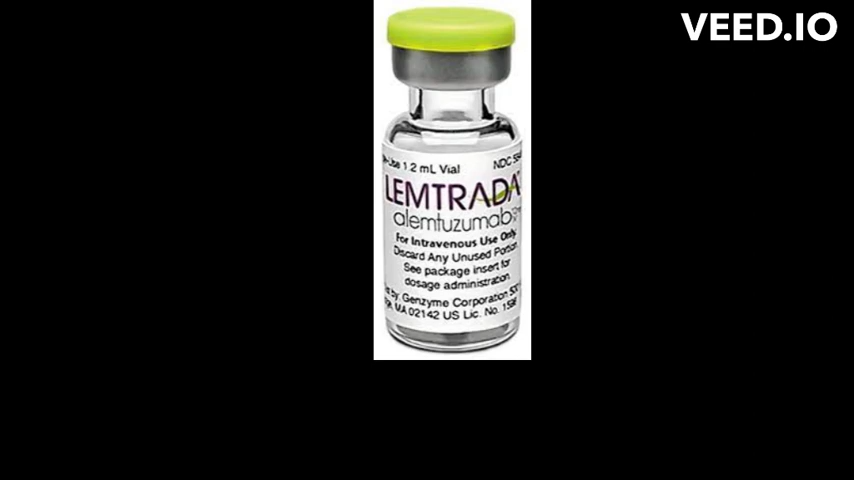 VEED.IO
1.2 mL Vial
NDC
LEMTRADA
alemtuzumab
For Intravenous Use Only.
Discard Any Unused Portion.
See package insert for
dosage administration.
by: Genzyme Corporation
MA 02142 US Lic. No.